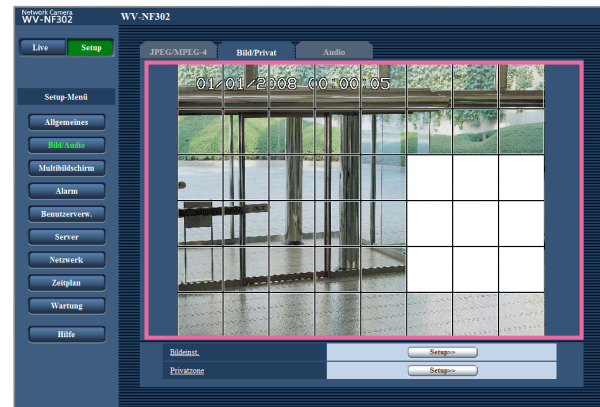 Network Camera
WV-NF302
WV-NF302
Live
Setup
JPEG/MPEG-4
Bild/Privat
Audio
01/01/2008 00:00:05
Setup-Menü
Allgemeines
Bild/Audio
Multibildschirm
Alarm
Benutzerverw.
Server
Netzwerk
Zeitplan
Wartung
Hilfe
Bildeinst.
Setup>>
Privatzone
Setup>>